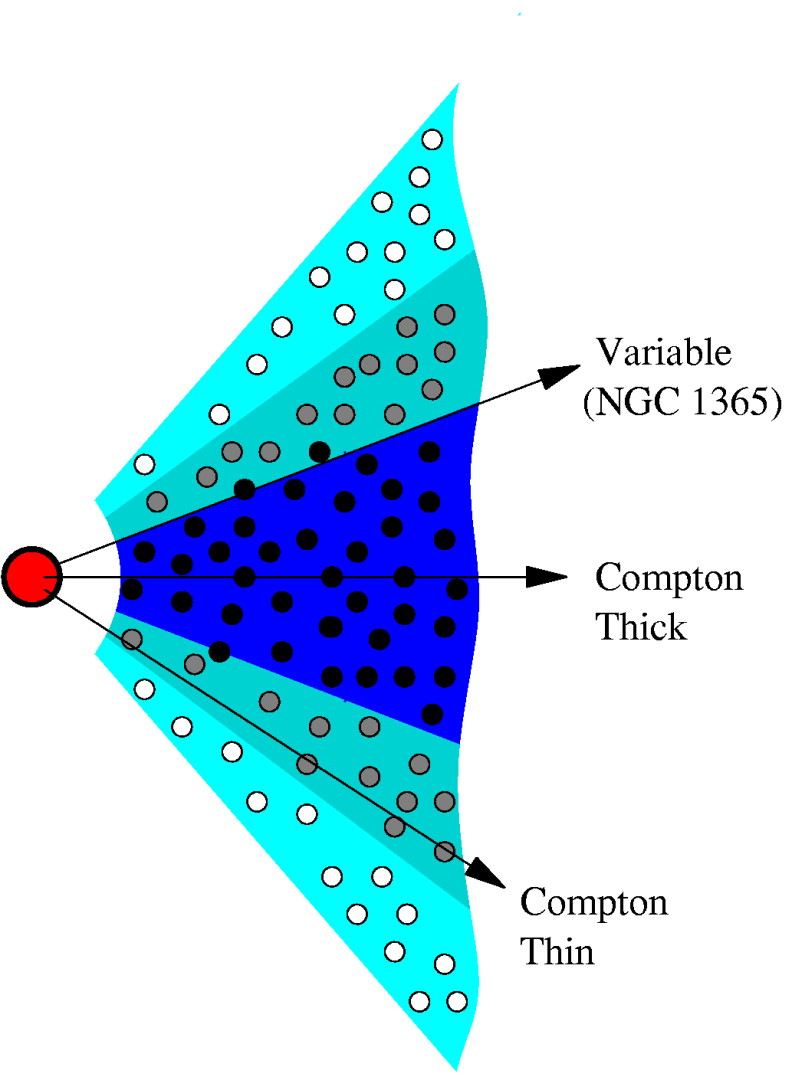 Variable
(NGC 1365)
Compton
Thick
Compton
Thin